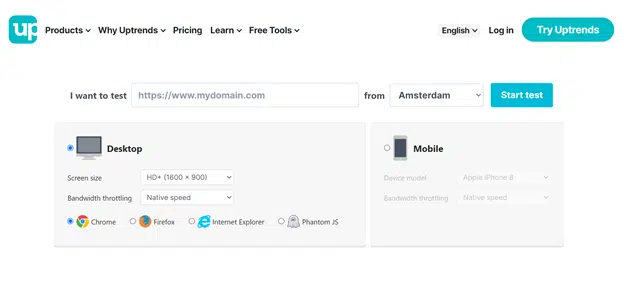 up Products Why Uptrends Pricing Learn Free Tools English Log in Try Uptrends
I want to test https://www.mydomain.com from Amsterdam Start test
Desktop
Screen size HD+ (1600 × 900)
Bandwidth throttling Native speed
Chrome Firefox Internet Explorer Phantom JS
Mobile
Device model Apple iPhone 8
Bandwidth throttling Native speed